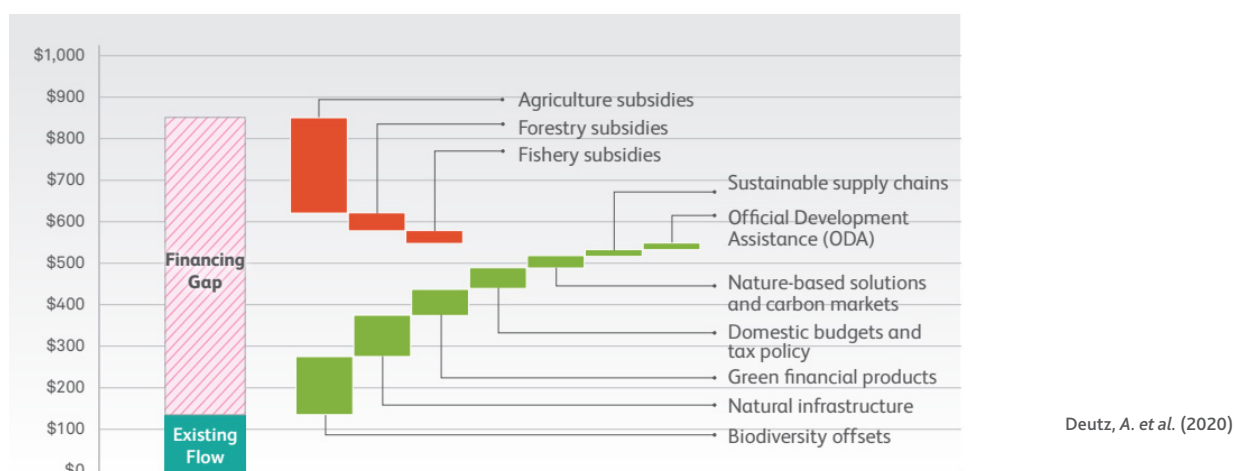 $1,000
$900
$800
$700
$600
$500
$400
$300
$200
$100
$0
Financing
Gap
Existing
Flow
Agriculture subsidies
Forestry subsidies
Fishery subsidies
Sustainable supply chains
Official Development
Assistance (ODA)
Nature-based solutions
and carbon markets
Domestic budgets and
tax policy
Green financial products
Natural infrastructure
Biodiversity offsets
Deutz, A. et al. (2020)